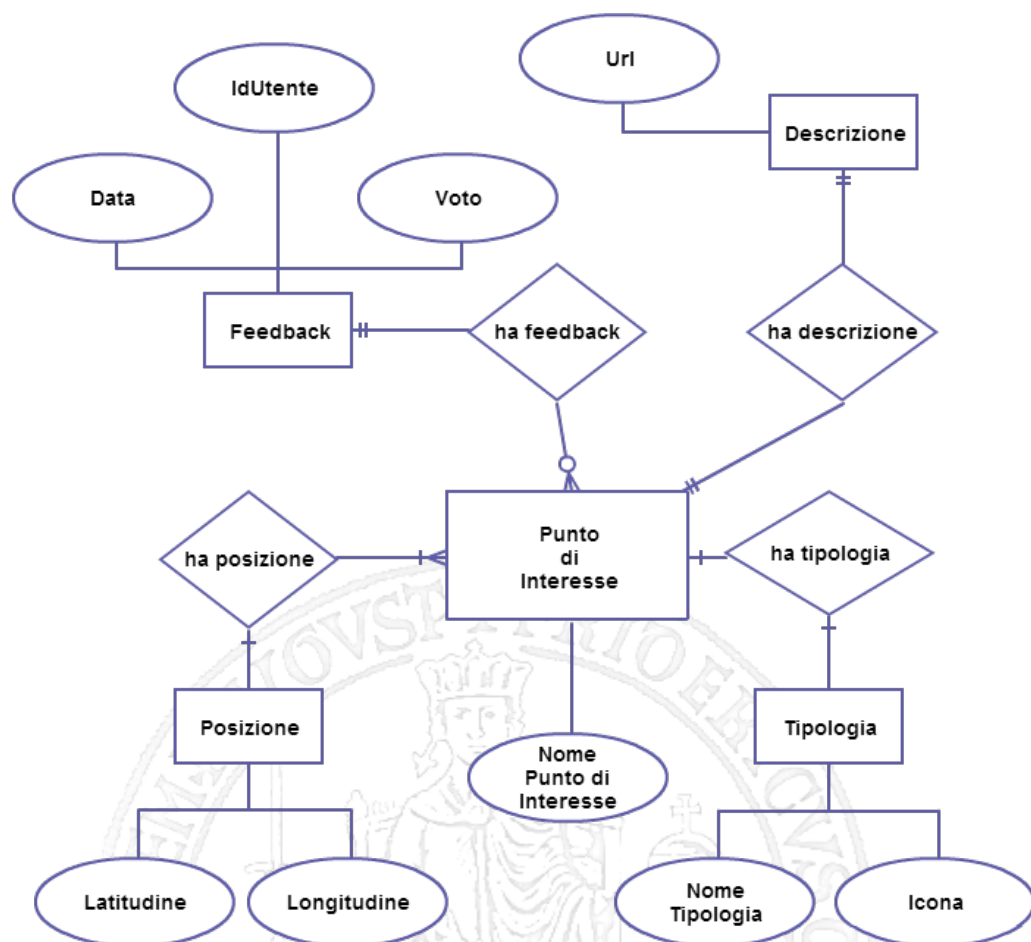 Url
IdUtente
Descrizione
Data
Voto
Feedback
ha feedback
ha descrizione
Punto
di
Interesse
ha posizione
ha tipologia
Posizione
Tipologia
Nome
Punto di
Interesse
Latitudine
Longitudine
Nome
Tipologia
Icona